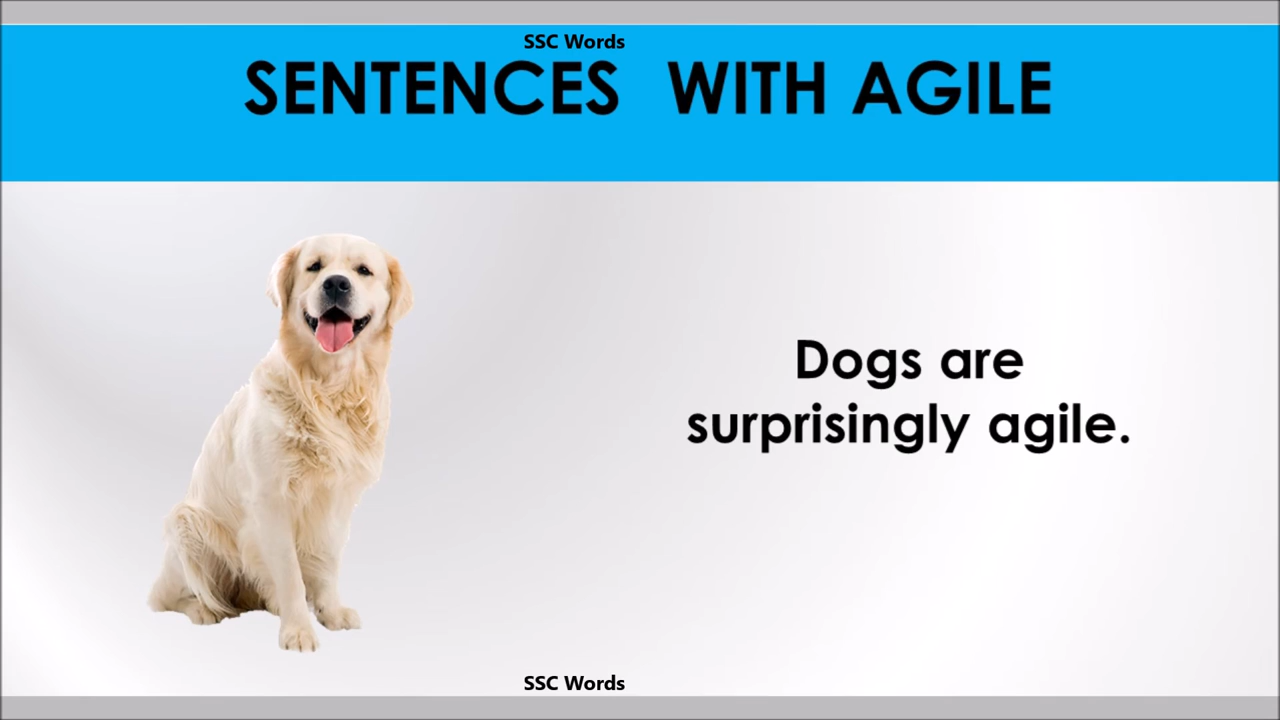 SSC Words
SENTENCES WITH AGILE
Dogs are
surprisingly agile.
SSC Words